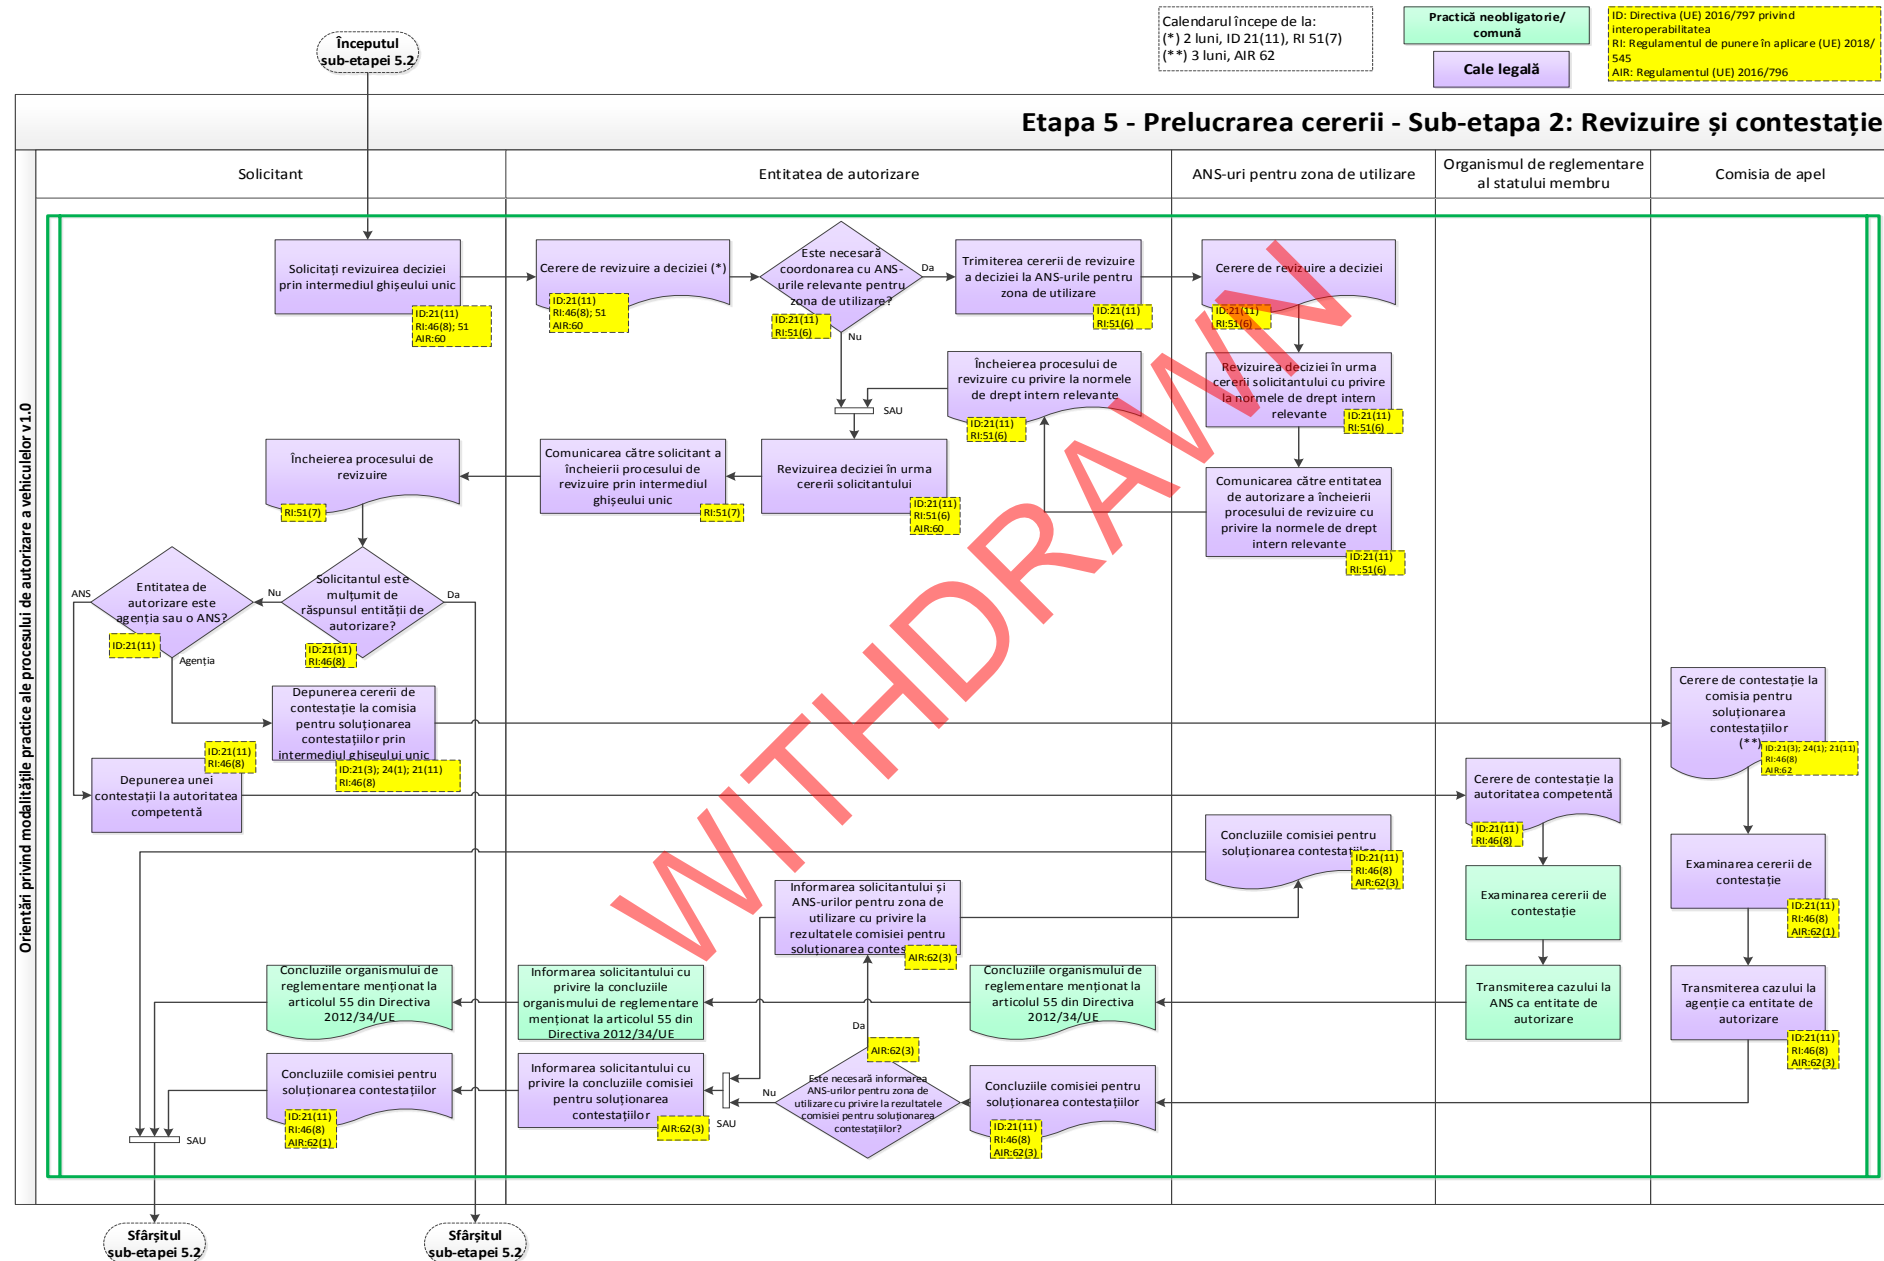 Calendarul începe de la:
(*) 2 luni, ID 21(11), RI 51(7)
(**) 3 luni, AIR 62
Practică neobligatorie/
comună
Cale legală
ID: Directiva (UE) 2016/797 privind
interoperabilitatea
RI: Regulamentul de punere în aplicare (UE) 2018/
545
AIR: Regulamentul (UE) 2016/796
Începutul
sub-etapei 5.2
Etapa 5 - Prelucrarea cererii - Sub-etapa 2: Revizuire și contestație
Orientări privind modalitățile practice ale procesului de autorizare a vehiculelor v1.0
Solicitant
Entitatea de autorizare
ANS-uri pentru zona de utilizare
Organismul de reglementare
al statului membru
Comisia de apel
Solicitați revizuirea deciziei
prin intermediul ghișeului unic
ID:21(11)
RI:46(8); 51
AIR:60
Cerere de revizuire a deciziei (*)
ID:21(11)
RI:46(8); 51
AIR:60
Este necesară
coordonarea cu ANS-
urile relevante pentru
zona de utilizare?
ID:21(11)
RI:51(6)
Da
Nu
Trimiterea cererii de revizuire
a deciziei la ANS-urile pentru
zona de utilizare
ID:21(11)
RI:51(6)
Cerere de revizuire a deciziei
ID:21(11)
RI:51(6)
Încheierea procesului de
revizuire cu privire la normele
de drept intern relevante
ID:21(11)
RI:51(6)
SAU
Revizuirea deciziei în urma
cererii solicitantului cu privire
la normele de drept intern
relevante
ID:21(11)
RI:51(6)
Încheierea procesului de
revizuire
RI:51(7)
Comunicarea către solicitant a
încheierii procesului de
revizuire prin intermediul
ghișeului unic
RI:51(7)
Revizuirea deciziei în urma
cererii solicitantului
ID:21(11)
RI:51(6)
AIR:60
Comunicarea către entitatea
de autorizare a încheierii
procesului de revizuire cu
privire la normele de drept
intern relevante
ID:21(11)
RI:51(6)
ANS
Entitatea de
autorizare este
agenția sau o ANS?
ID:21(11)
Agenția
Nu
Solicitantul este
mulțumit de
răspunsul entității de
autorizare?
ID:21(11)
RI:46(8)
Da
Depunerea cererii de
contestație la comisia
pentru soluționarea
contestațiilor prin
intermediul ghișeului unic
ID:21(3); 24(1); 21(11)
RI:46(8)
Cerere de contestație la
comisia pentru
soluționarea
contestațiilor
(**)
ID:21(3); 24(1); 21(11)
RI:46(8)
AIR:62
ID:21(11)
RI:46(8)
Depunerea unei
contestații la autoritatea
competentă
Cerere de contestație la
autoritatea competentă
ID:21(11)
RI:46(8)
Concluziile comisiei pentru
soluționarea contestațiilor
ID:21(11)
RI:46(8)
AIR:62(3)
Examinarea cererii de
contestație
Examinarea cererii de
contestație
ID:21(11)
RI:46(8)
AIR:62(1)
Informarea solicitantului și
ANS-urilor pentru zona de
utilizare cu privire la
rezultatele comisiei pentru
soluționarea
AIR:62(3)
Concluziile organismului de
reglementare menționat la
articolul 55 din Directiva
2012/34/UE
Informarea solicitantului cu
privire la concluziile
organismului de reglementare
menționat la articolul 55 din
Directiva 2012/34/UE
Concluziile organismului de
reglementare menționat la
articolul 55 din Directiva
2012/34/UE
Transmiterea cazului la
ANS ca entitate de
autorizare
Transmiterea cazului la
agenție ca entitate de
autorizare
ID:21(11)
RI:46(8)
AIR:62(3)
Da
AIR:62(3)
Concluziile comisiei pentru
soluționarea contestațiilor
ID:21(11)
RI:46(8)
AIR:62(1)
Informarea solicitantului cu
privire la concluziile comisiei
pentru soluționarea
contestațiilor
AIR:62(3)
SAU
Nu
Este necesară informarea
ANS-urilor pentru zona de
utilizare cu privire la rezultatele
comisiei pentru soluționarea
contestațiilor?
Concluziile comisiei pentru
soluționarea contestațiilor
ID:21(11)
RI:46(8)
AIR:62(3)
SAU
Sfârșitul
sub-etapei 5.2
Sfârșitul
sub-etapei 5.2
WITHDRAWN